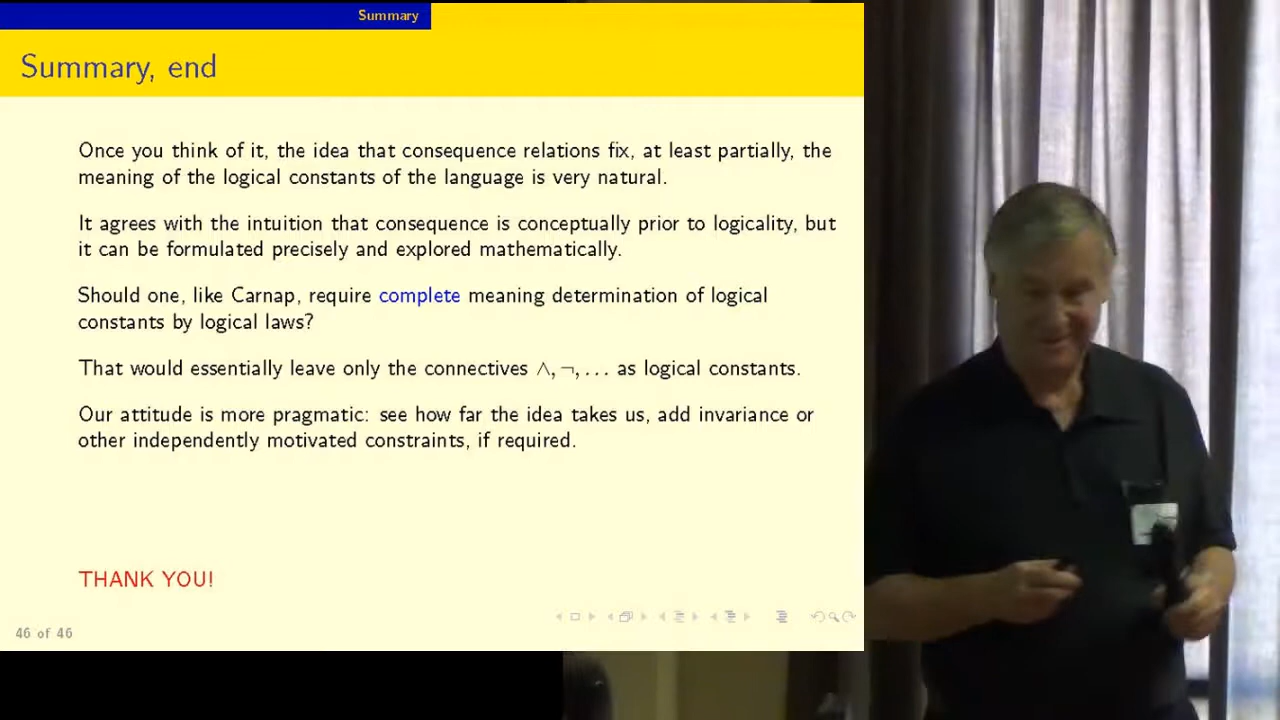 Summary
Summary, end
Once you think of it, the idea that consequence relations fix, at least partially, the
meaning of the logical constants of the language is very natural.
It agrees with the intuition that consequence is conceptually prior to logicality, but
it can be formulated precisely and explored mathematically.
Should one, like Carnap, require complete meaning determination of logical
constants by logical laws?
That would essentially leave only the connectives ∧, ¬, . . . as logical constants.
Our attitude is more pragmatic: see how far the idea takes us, add invariance or
other independently motivated constraints, if required.
THANK YOU!
46 of 46